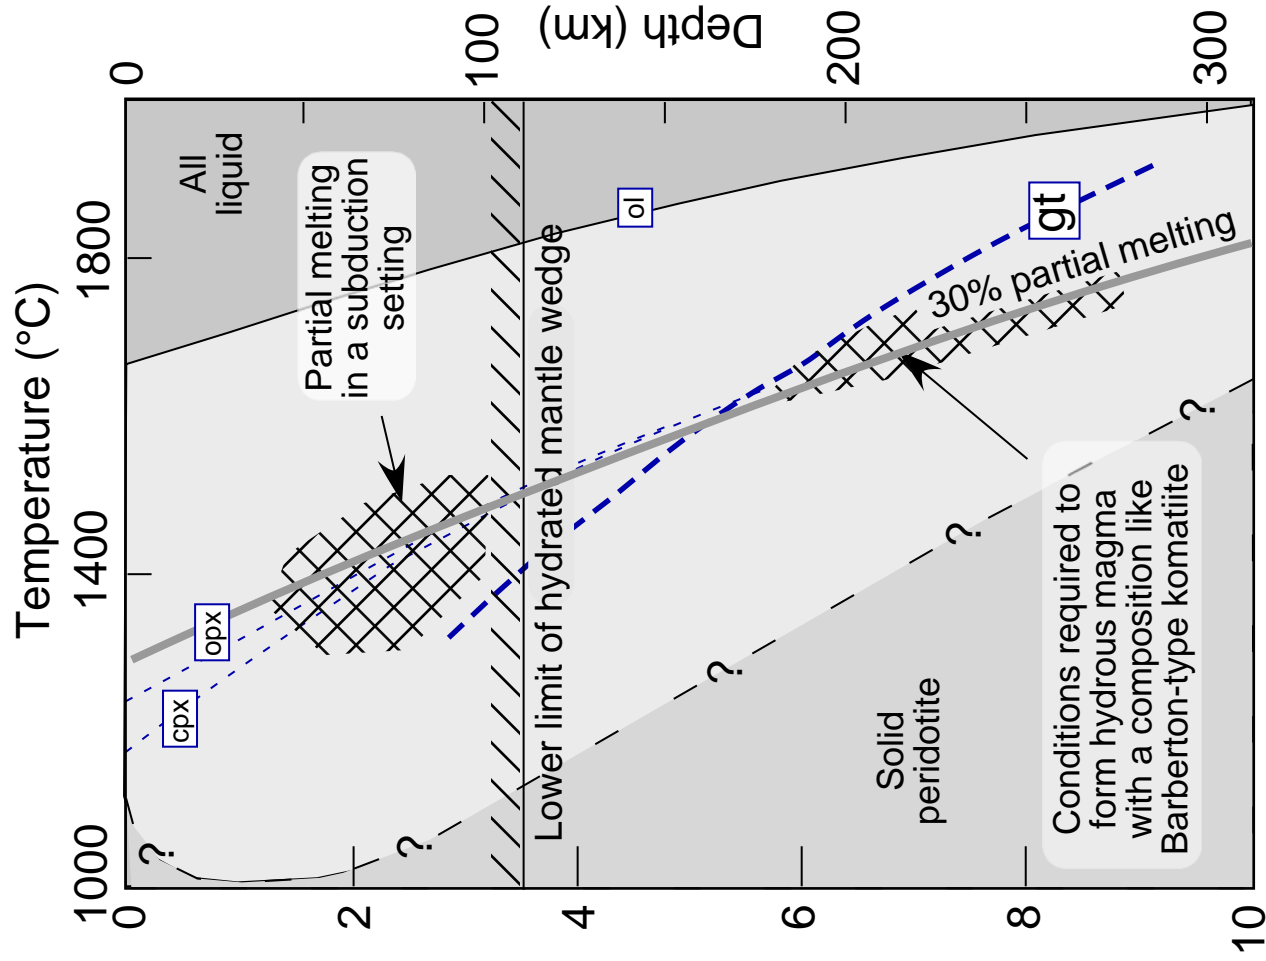 Temperature (°C)
1000
1400
1800
Depth (km)
0
100
200
300
0
2
4
6
8
10
All
liquid
Partial melting
in a subduction
setting
opx
cpx
ol
gt
30% partial melting
Lower limit of hydrated mantle wedge
Solid
peridotite
Conditions required to
form hydrous magma
with a composition like
Barberton-type komatiite
?
?
?
?
?